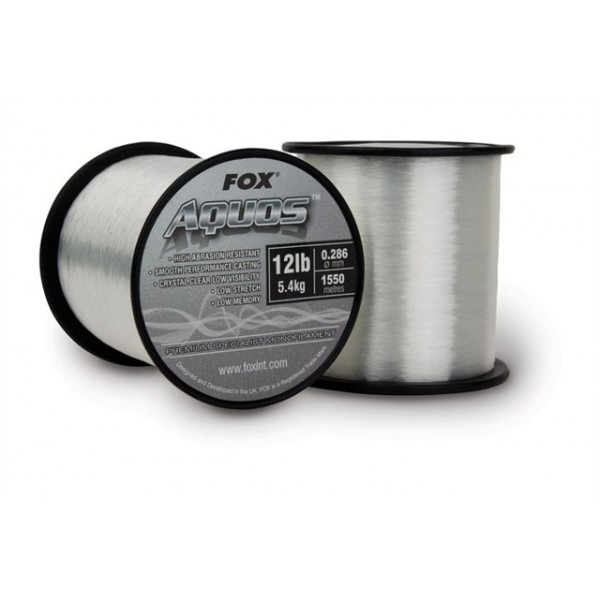 FOX®
AQUOS™
• HIGH ABRASION RESISTANT
• SMOOTH PERFORMANCE CASTING
• CRYSTAL CLEAR LOW VISIBILITY
• LOW STRETCH
• LOW MEMORY
12lb
5.4kg
0.286
Ø mm
1550
metres
PREMIUM SPECIALIST MONOFILAMENT
www.foxint.com
Designed and Developed in the UK. FOX is a Registered Trade Mark